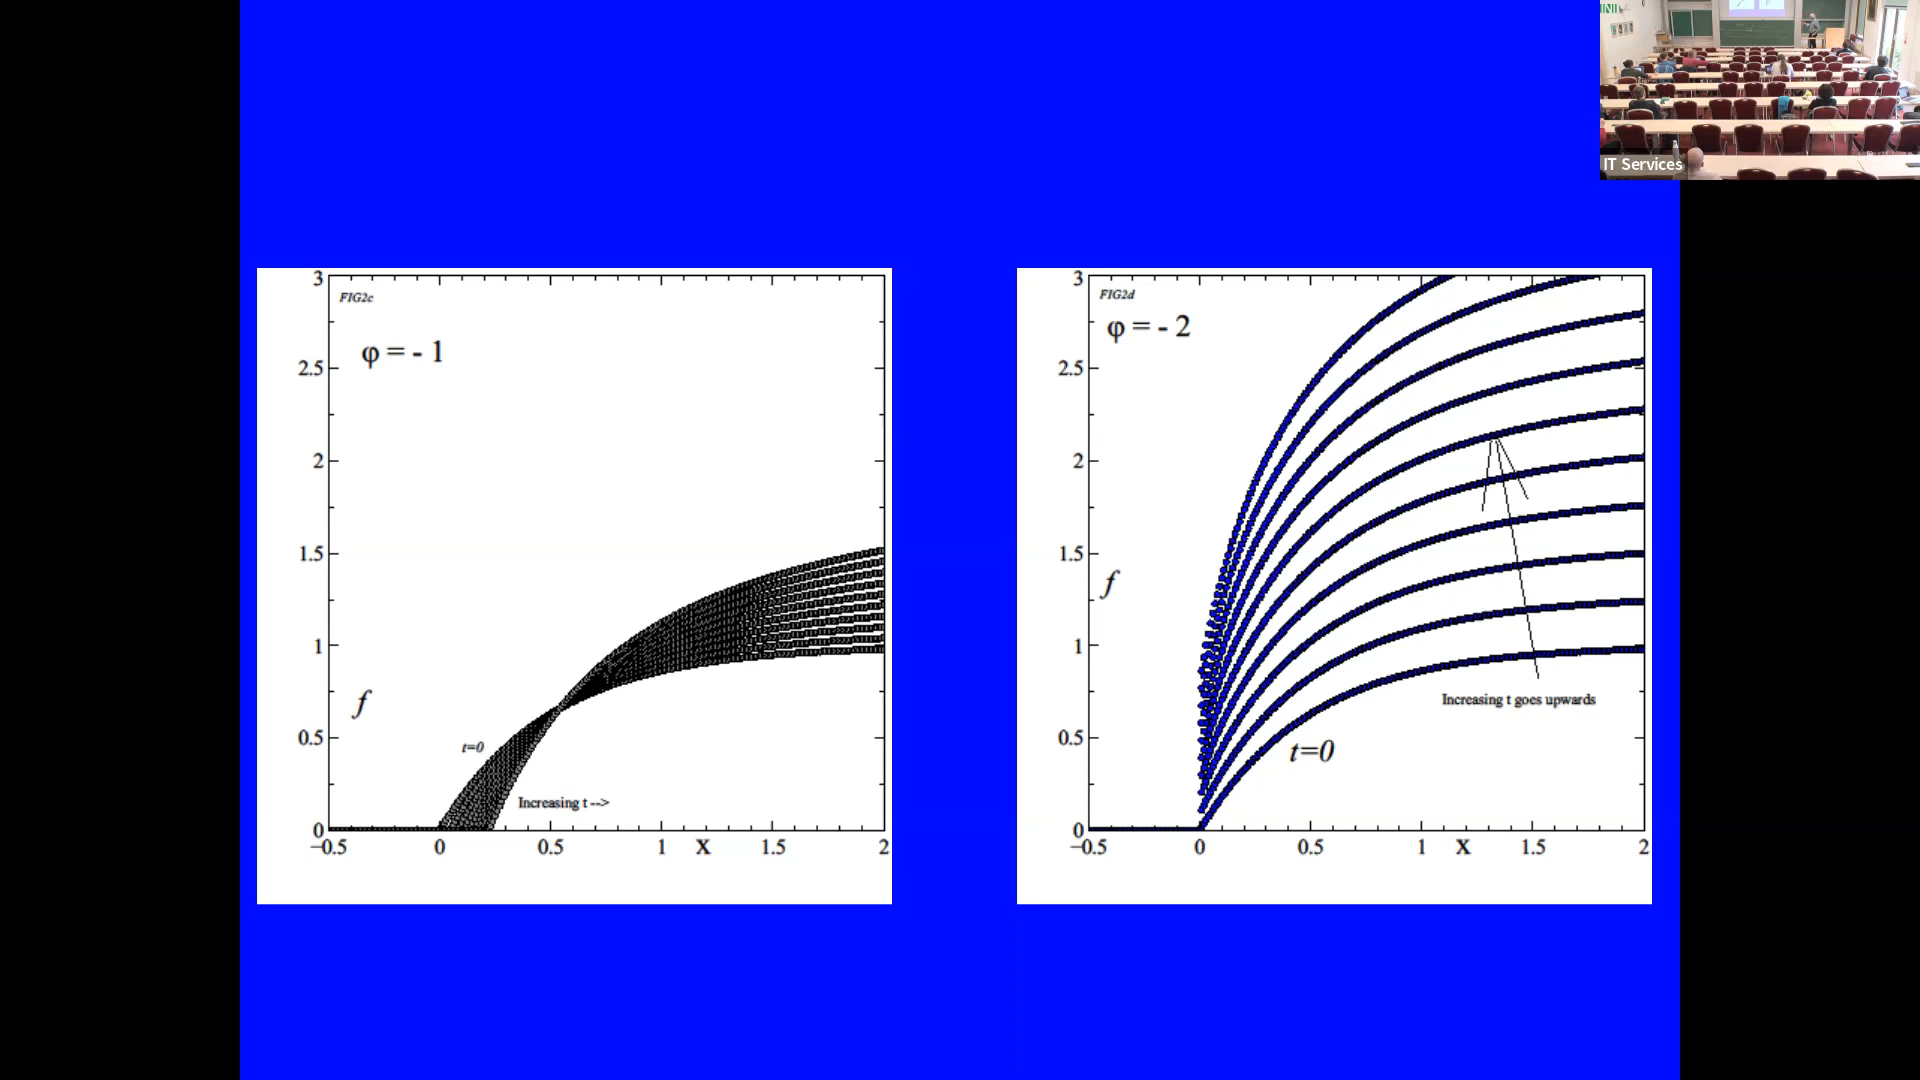 IT Services
3
FIG2c
φ = - 1
2.5
2
1.5
1
f
0.5
t=0
Increasing t -->
0
−0.5 0 0.5 1 X 1.5 2
3
FIG2d
φ = - 2
2.5
2
1.5
f
1
Increasing t goes upwards
0.5
t=0
0
−0.5 0 0.5 1 X 1.5 2